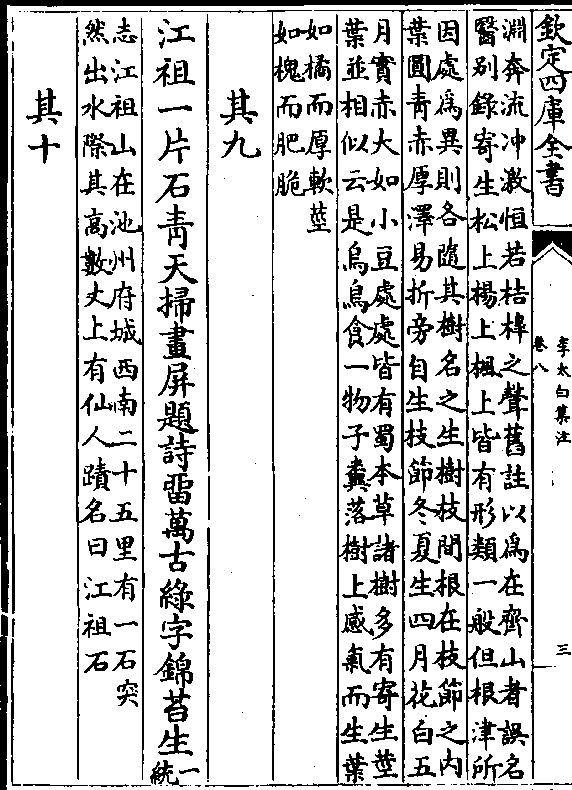 欽定四庫全書
李太白集注
卷八
三
淵奔流冲激恒若桔橰之聲舊註以為在齊山者誤名
醫别錄寄生松上楊上楓上皆有形類一般但根津所
因處為異則各隨其樹名之生樹枝間根在枝節之内
葉圓青赤厚澤易折旁自生枝節冬夏生四月花白五
月實赤大如小豆處處皆有蜀本草諸樹多有寄生莖
葉並相似云是烏鳥食一物子糞落樹上感氣而生葉
如橘而厚軟莖
如槐而肥脆
其九
江祖一片石青天掃畫屏題詩留萬古綠字錦苔生一
統
志江祖山在池州府城西南二十五里有一石突
然出水際其高數丈上有仙人蹟名曰江祖石
其十